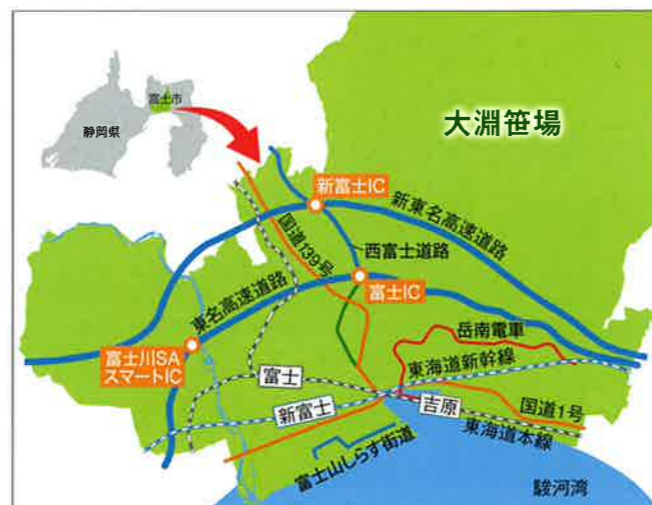 富士市
静岡県
大淵笹場
新富士IC
新東名高速道路
国道139号
西富士道路
富士IC
東名高速道路
岳南電車
富士川SA
スマートIC
東海道新幹線
富士
新富士
吉原
国道1号
東海道本線
富士山しらす街道
駿河湾